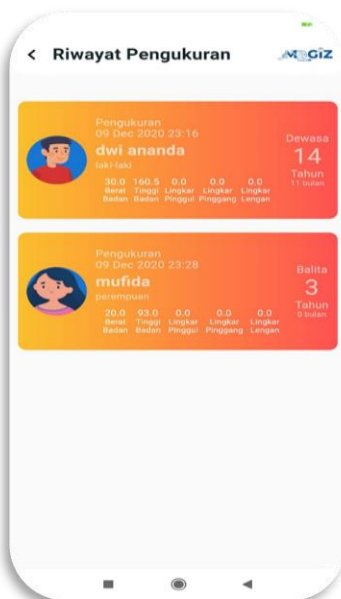 Riwayat Pengukuran
Pengukuran
09 Dec 2020 23:16
dwi ananda
laki-laki
30.0 160.5 0.0 0.0 0.0
Berat Tinggi Lingkar Lingkar Lingkar
Badan Badan Pinggul Pinggang Lengan
Dewasa
14
Tahun
11 bulan
Pengukuran
09 Dec 2020 23:28
mufida
perempuan
20.0 93.0 0.0 0.0 0.0
Berat Tinggi Lingkar Lingkar Lingkar
Badan Badan Pinggul Pinggang Lengan
Balita
3
Tahun
0 bulan